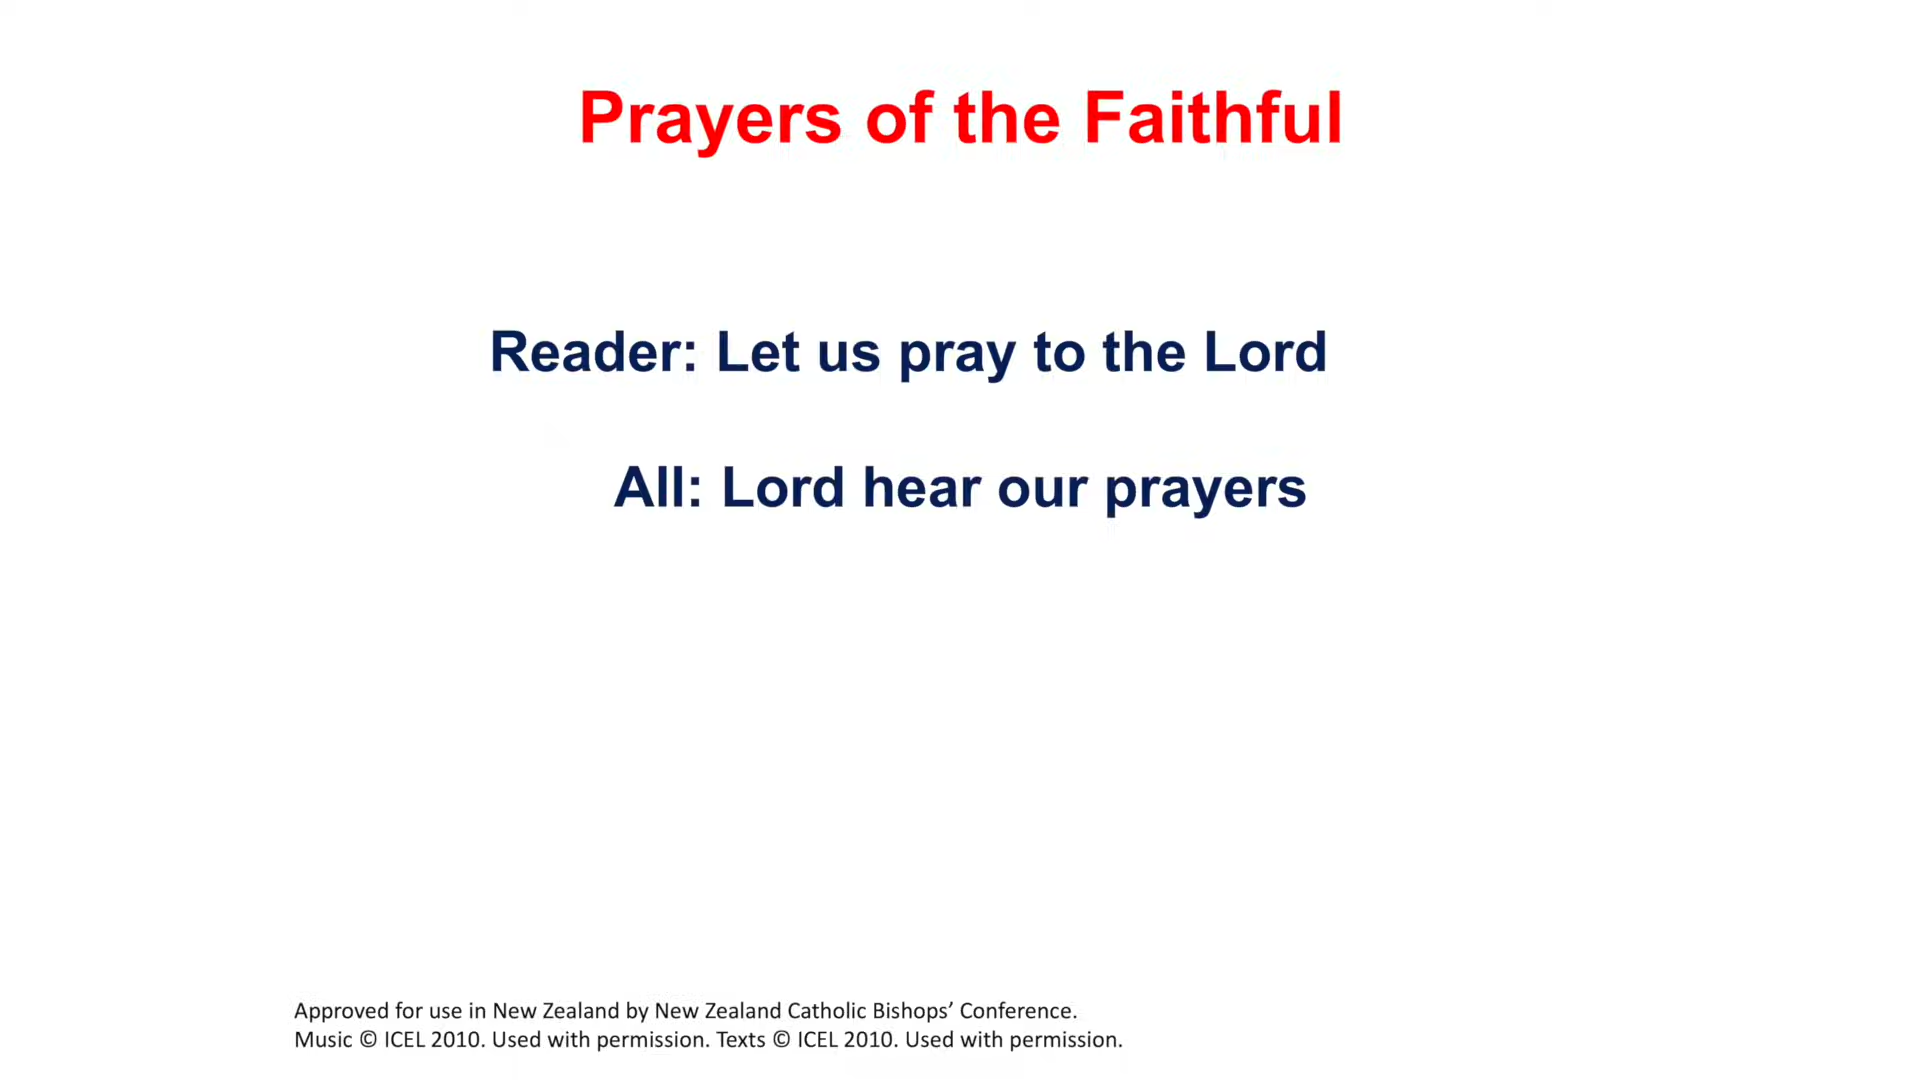 Prayers of the Faithful
Reader: Let us pray to the Lord
All: Lord hear our prayers
Approved for use in New Zealand by New Zealand Catholic Bishops’ Conference.
Music © ICEL 2010. Used with permission. Texts © ICEL 2010. Used with permission.